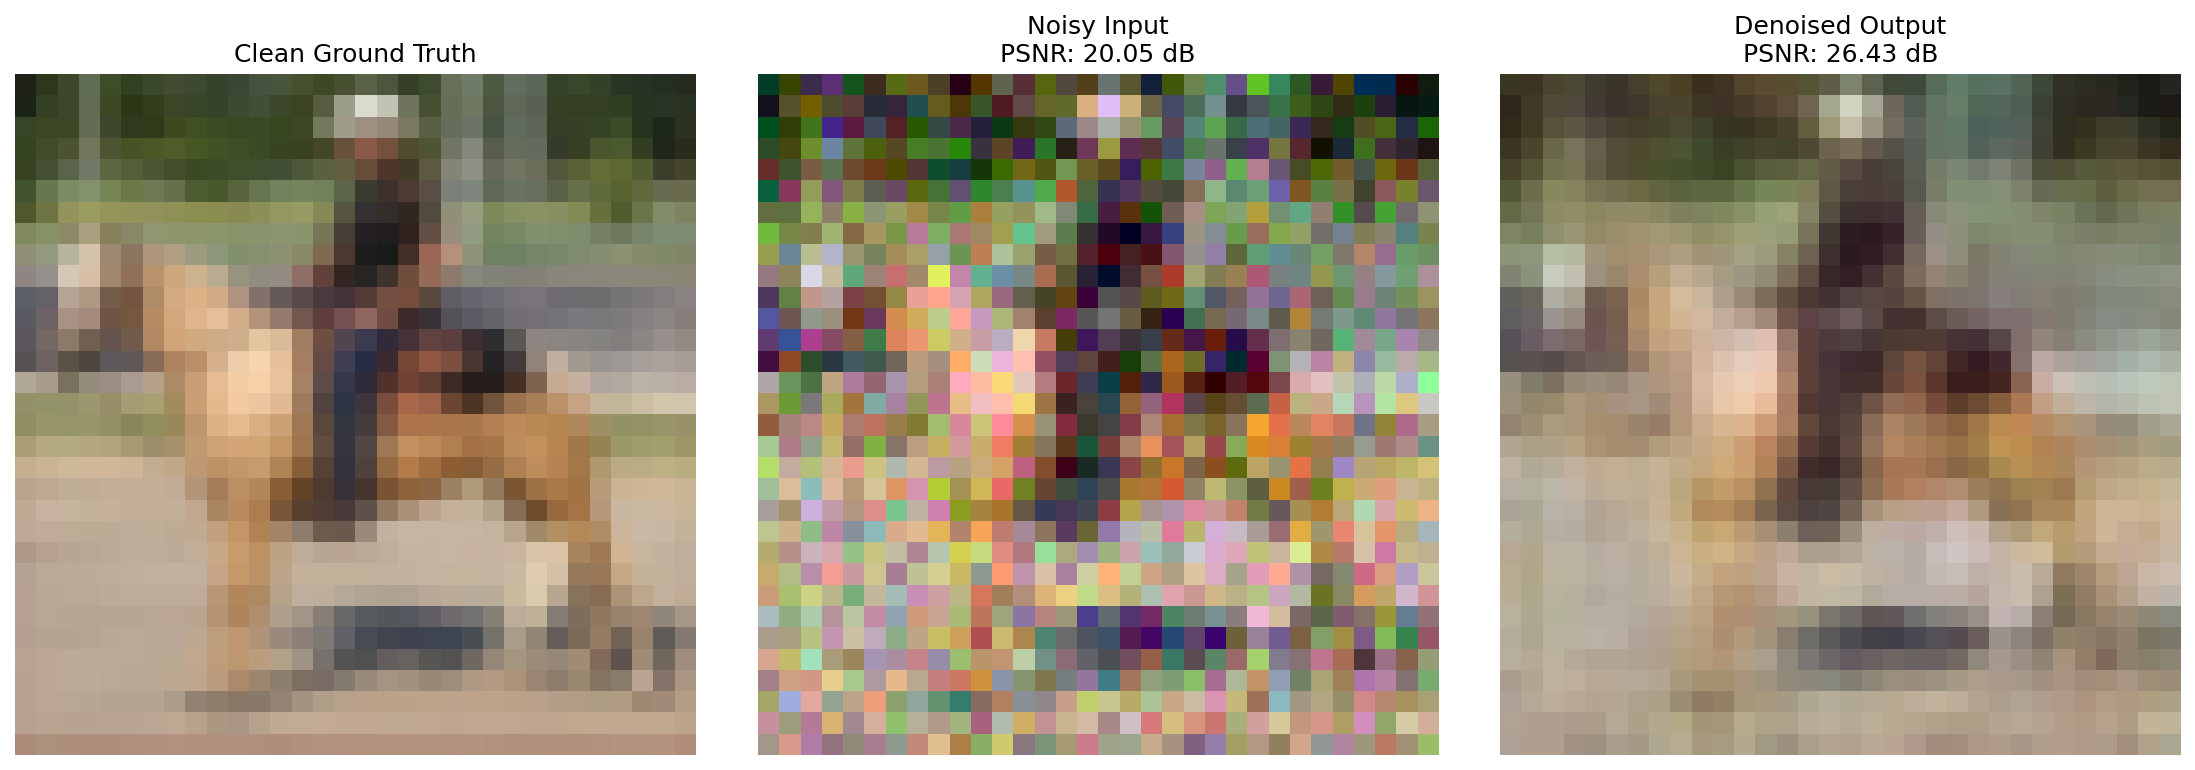 Clean Ground Truth
Noisy Input
PSNR: 20.05 dB
Denoised Output
PSNR: 26.43 dB